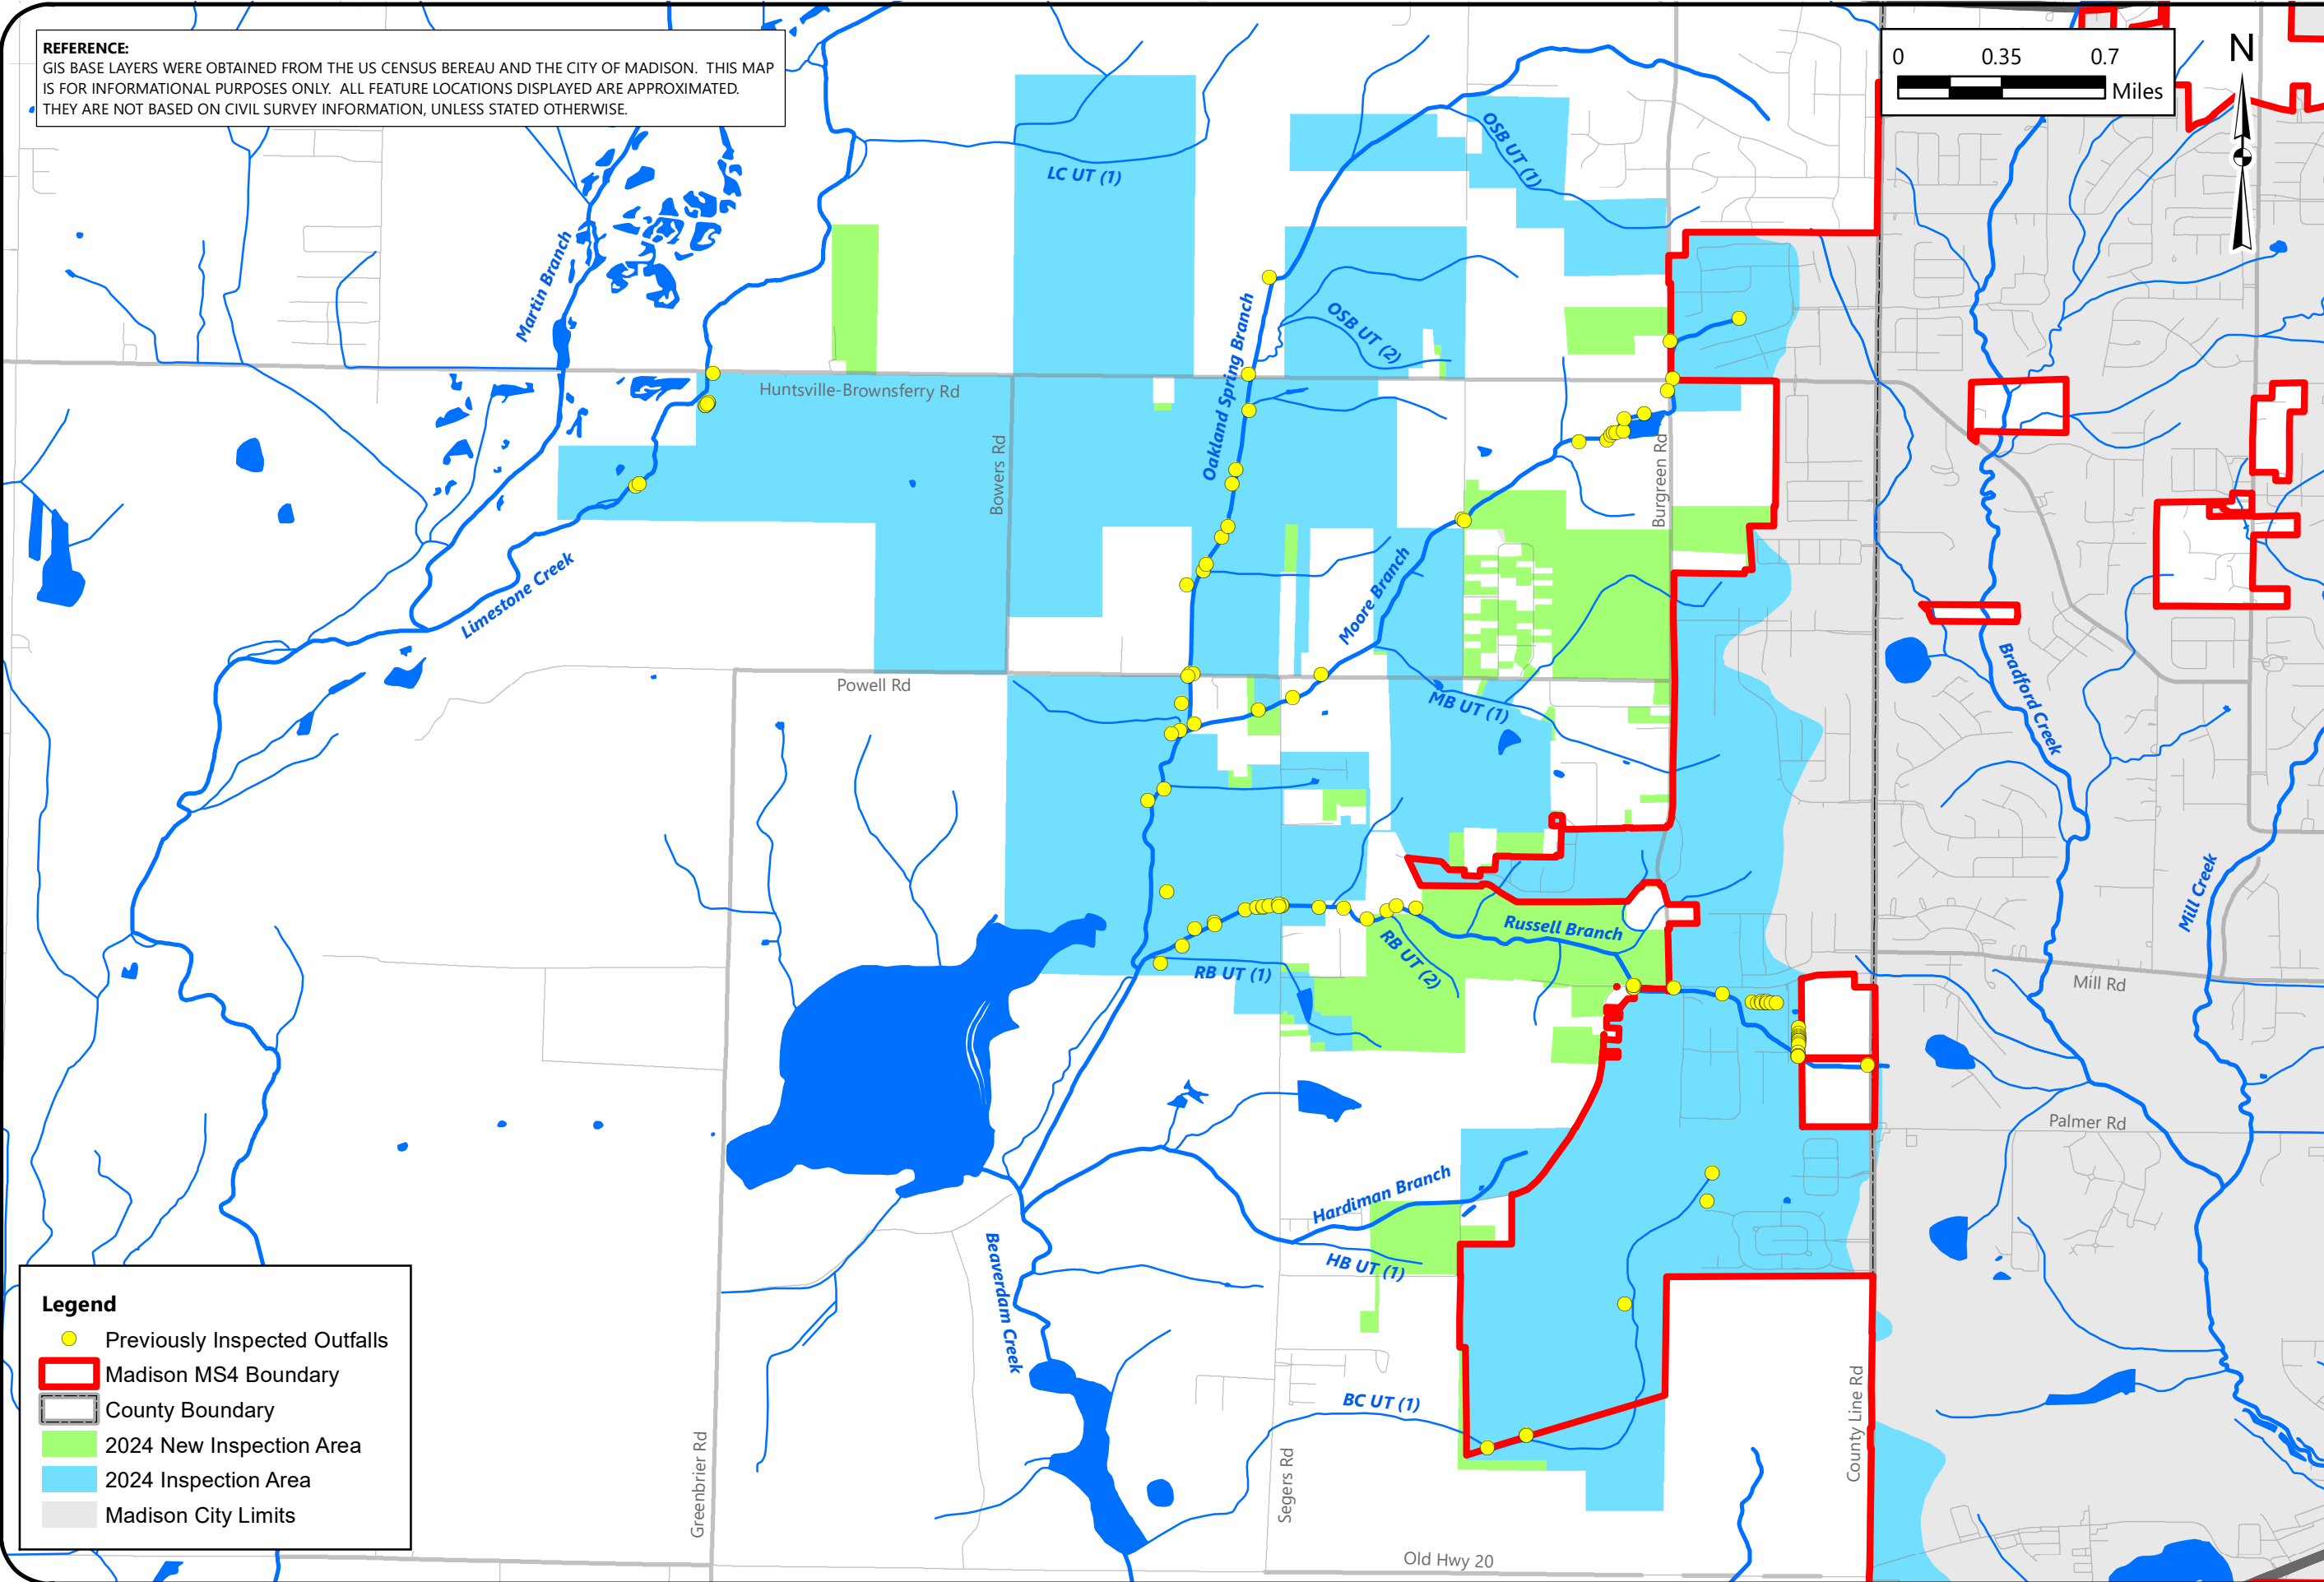 REFERENCE:
GIS BASE LAYERS WERE OBTAINED FROM THE US CENSUS BEREAU AND THE CITY OF MADISON. THIS MAP
IS FOR INFORMATIONAL PURPOSES ONLY. ALL FEATURE LOCATIONS DISPLAYED ARE APPROXIMATED.
THEY ARE NOT BASED ON CIVIL SURVEY INFORMATION, UNLESS STATED OTHERWISE.
0 0.35 0.7
Miles
N
OSB UT (1)
LC UT (1)
Martin Branch
Oakland Spring Branch
OSB UT (2)
Huntsville-Brownsferry Rd
Bowers Rd
Burgreen Rd
Limestone Creek
Moore Branch
Powell Rd
MB UT (1)
Bradford Creek
Mill Creek
Russell Branch
RB UT (1)
RB UT (2)
Mill Rd
Palmer Rd
Hardiman Branch
HB UT (1)
Beaverdam Creek
BC UT (1)
Greenbrier Rd
Segers Rd
County Line Rd
Old Hwy 20
Legend
Previously Inspected Outfalls
Madison MS4 Boundary
County Boundary
2024 New Inspection Area
2024 Inspection Area
Madison City Limits